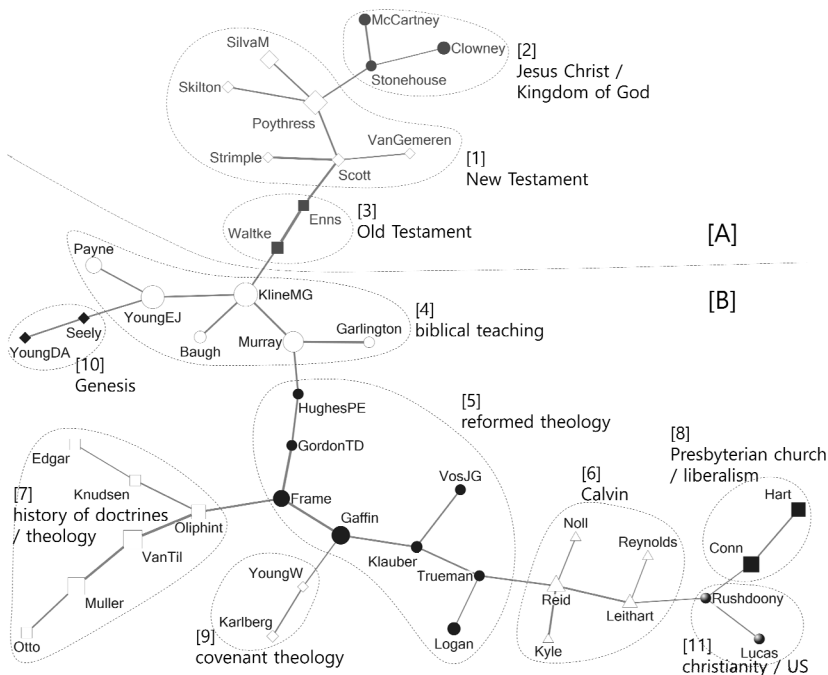 McCartney
SilvaM
Clowney
[2]
Jesus Christ /
Kingdom of God
Stonehouse
Skilton
Poythress
VanGemeren
Strimple
Scott
[1]
New Testament
Enns
[3]
Old Testament
Waltke
[A]
Payne
[B]
KlineMG
YoungEJ
[4]
biblical teaching
Seely
Garlington
Murray
Baugh
YoungDA
[10]
Genesis
HughesPE
[5]
reformed theology
[8]
Presbyterian church
/ liberalism
GordonTD
Edgar
VosJG
[6]
Calvin
Hart
[7]
history of doctrines
/ theology
Knudsen
Frame
Oliphint
Gaffin
Noll
Reynolds
VanTil
Klauber
Conn
YoungW
Trueman
Muller
Reid
Leithart
Rushdoony
Karlberg
Otto
[9]
covenant theology
Logan
Kyle
Lucas
[11]
christianity / US